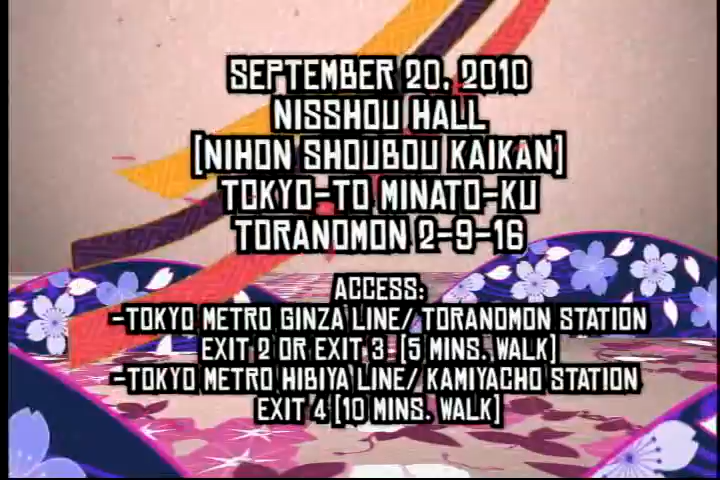 SEPTEMBER 20, 2010
NISSHOU HALL
[NIHON SHOUBOU KAIKAN]
TOKYO-TO MINATO-KU
TORANOMON 2-9-16
ACCESS:
-TOKYO METRO GINZA LINE/ TORANOMON STATION
EXIT 2 OR EXIT 3- [5 MINS. WALK]
-TOKYO METRO HIBIYA LINE/ KAMIYACHO STATION
EXIT 4 [10 MINS. WALK]